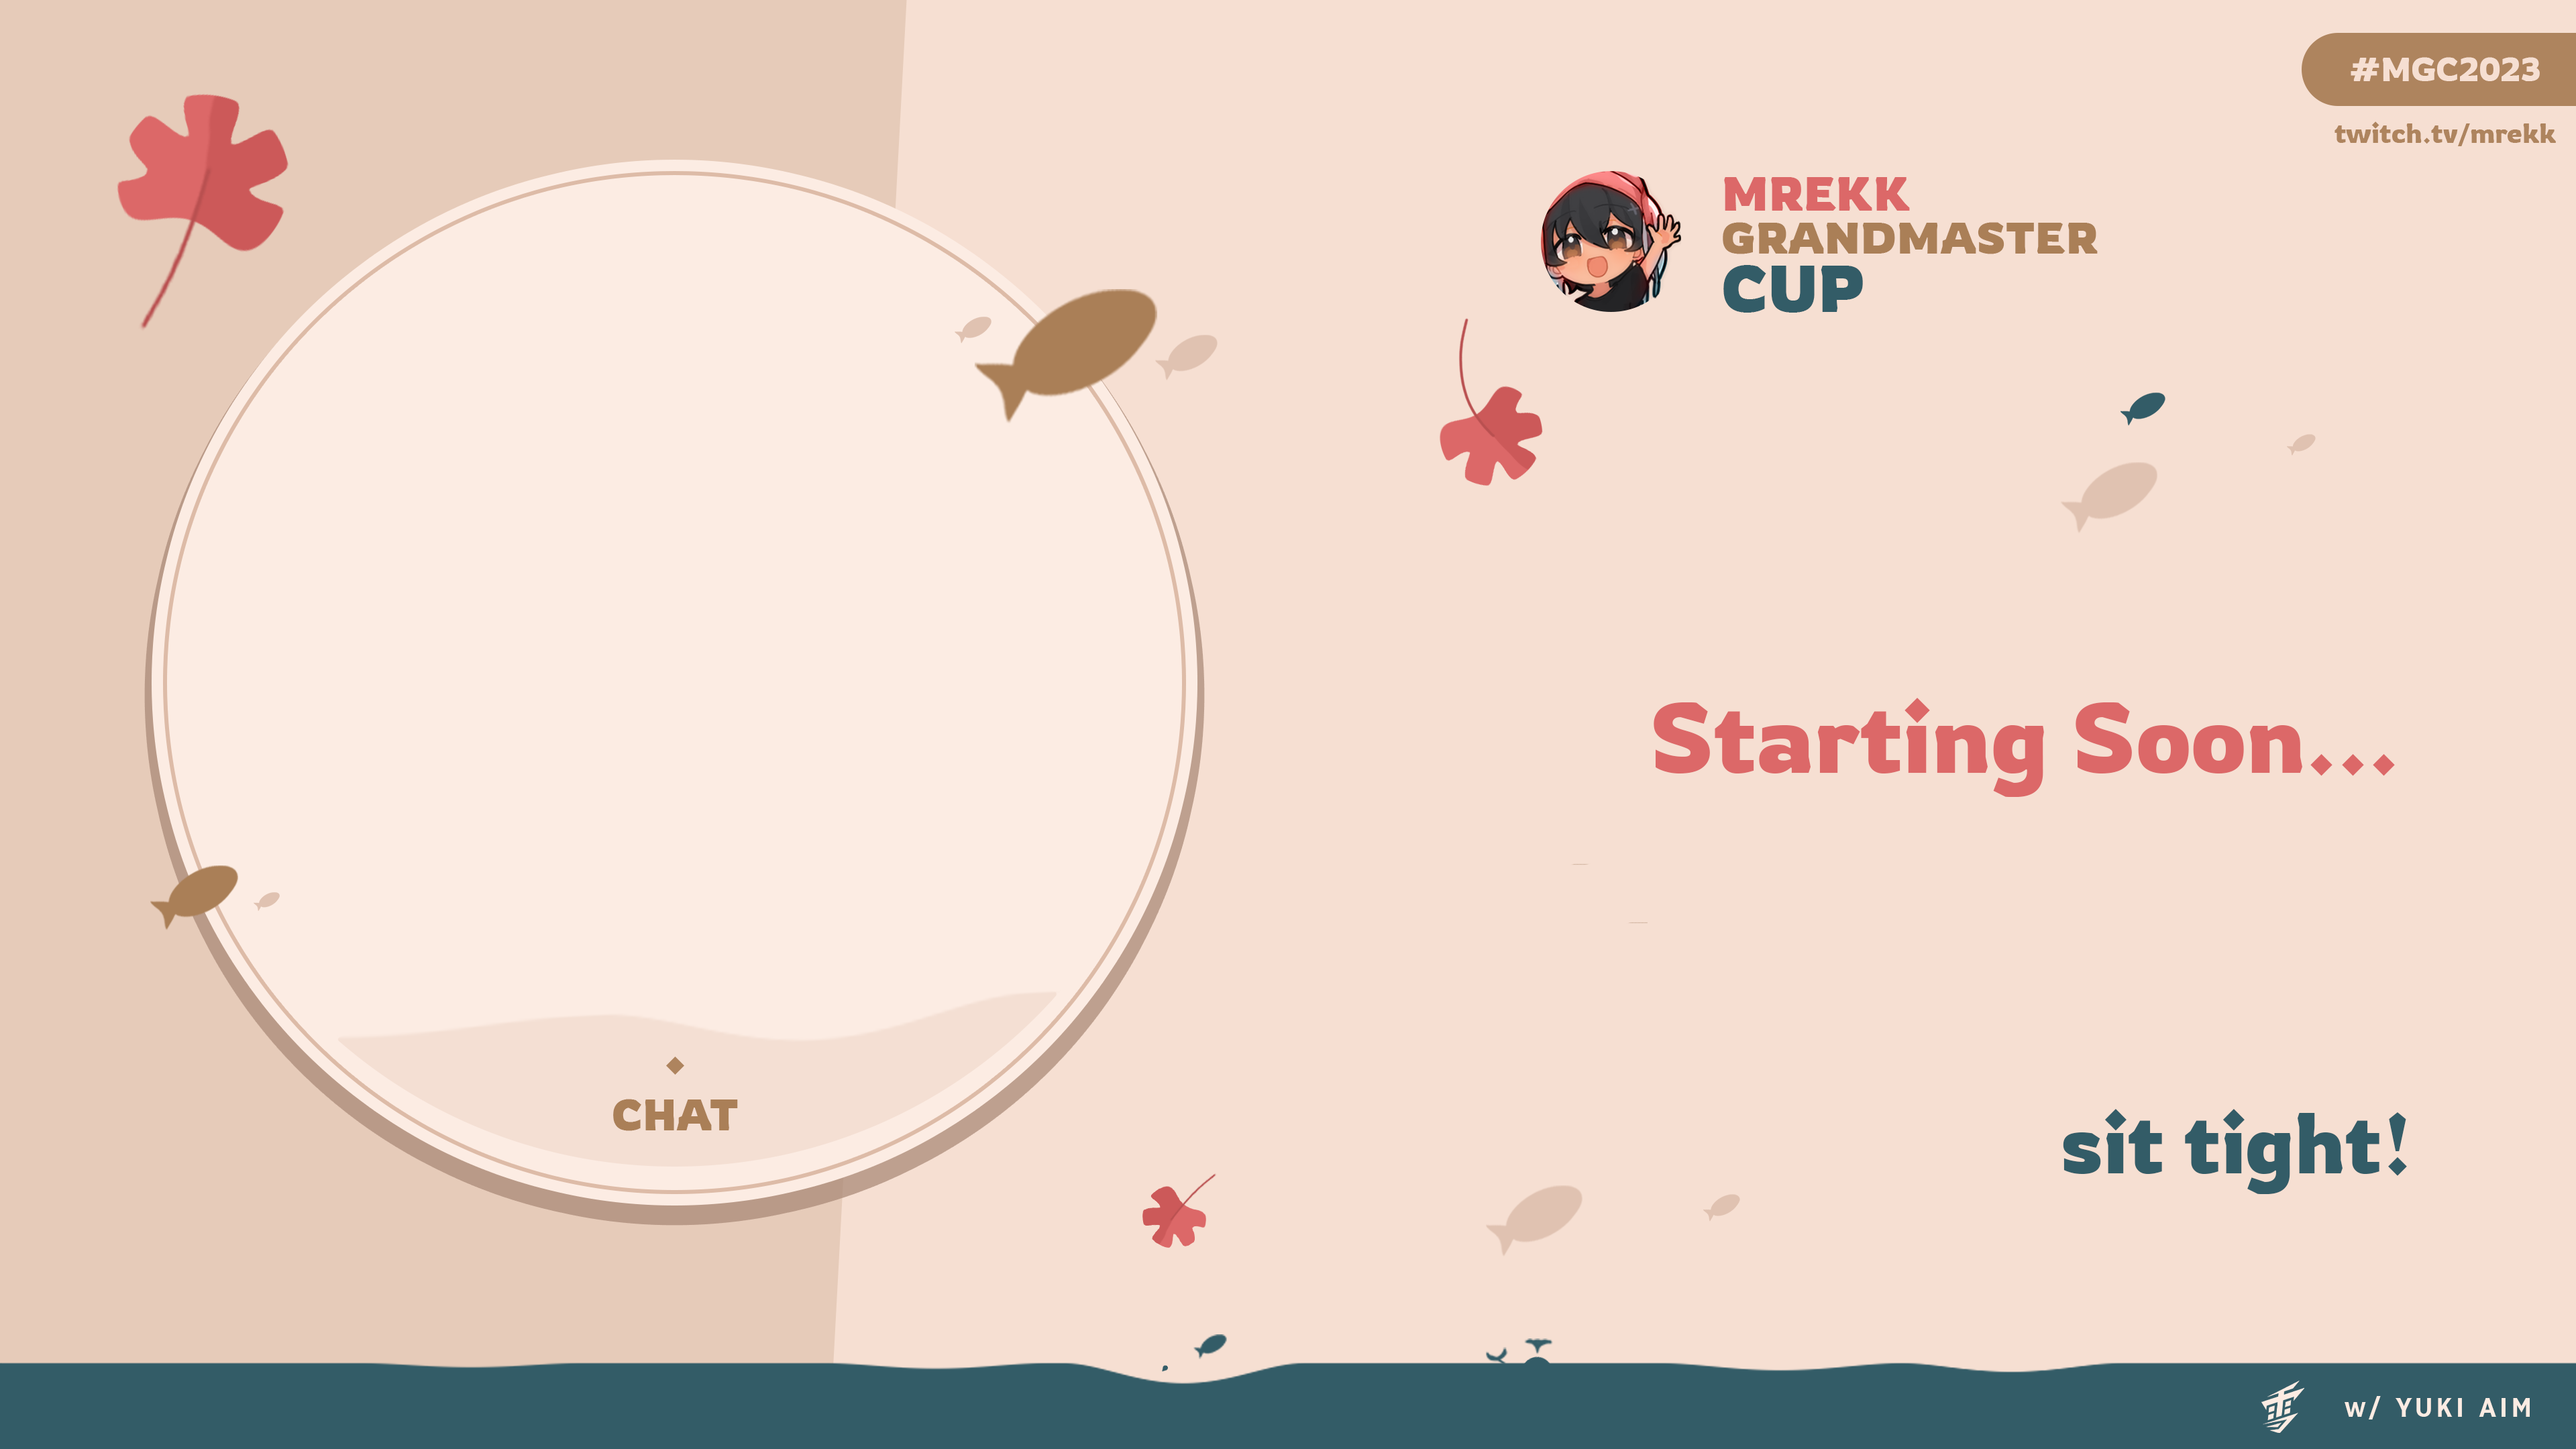 #MGC2023
twitch.tv/mrekk
MREKK
GRANDMASTER
CUP
Starting Soon...
sit tight!
CHAT
w/ YUKI AIM